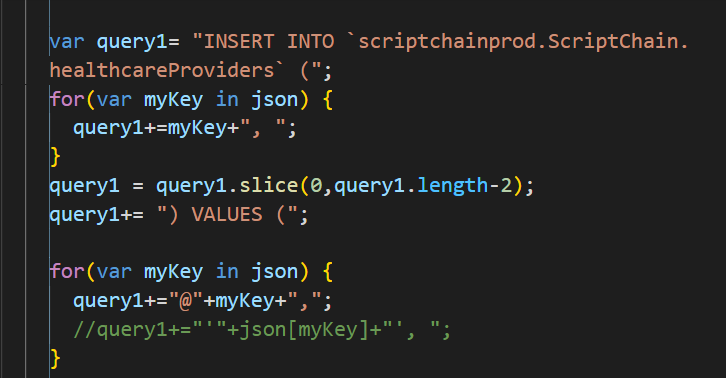 var query1= "INSERT INTO `scriptchainprod.ScriptChain.
healthcareProviders` (";
for(var myKey in json) {
  query1+=myKey+", ";
}
query1 = query1.slice(0,query1.length-2);
query1+= ") VALUES (";

for(var myKey in json) {
  query1+="@"+myKey+",";
  //query1+="'"+json[myKey]+"', ";
}